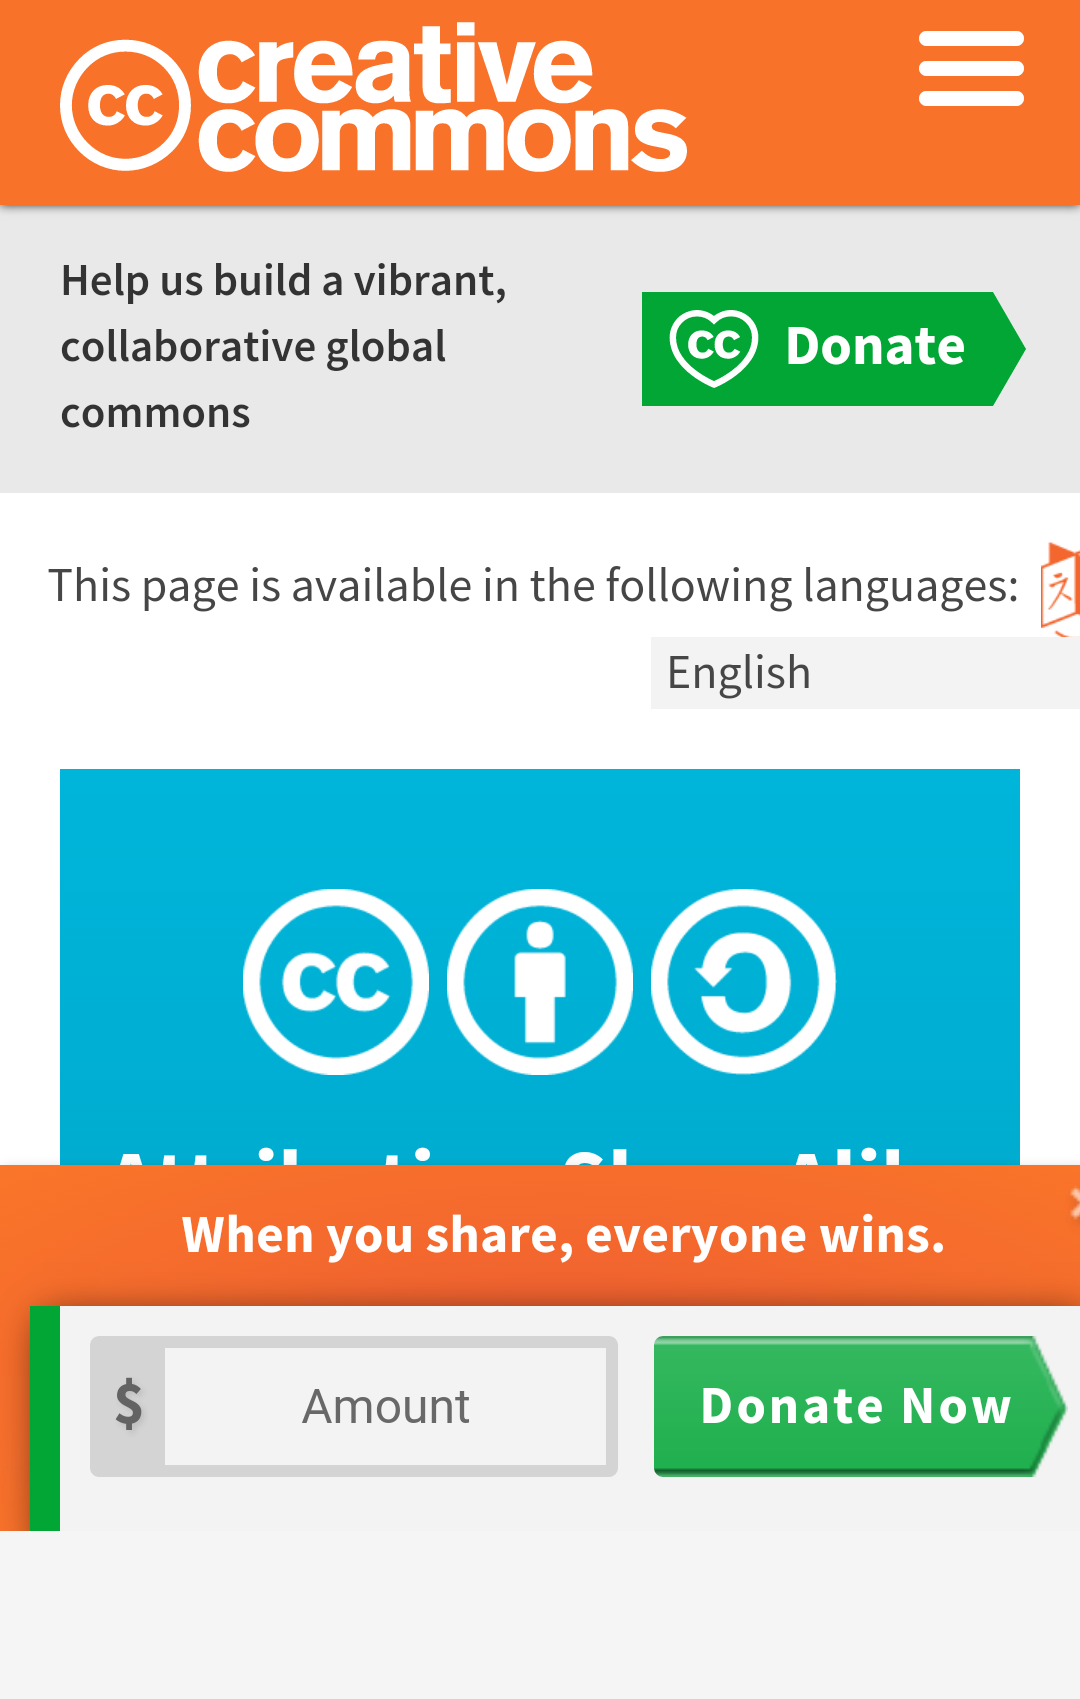 cc creative
commons
Help us build a vibrant,
collaborative global
commons
cc Donate
This page is available in the following languages:
English
cc
When you share, everyone wins.
$ Amount Donate Now